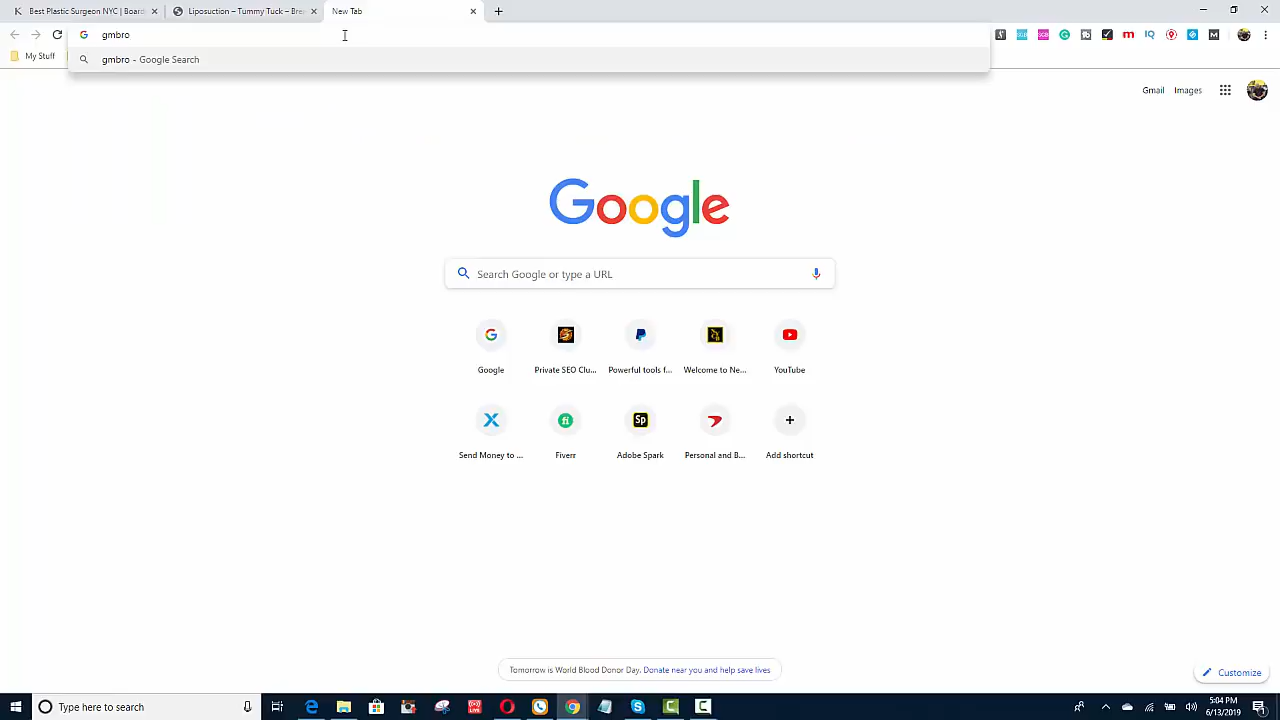 Best Plastic Surgeon NYC | Board
Liposuction – Tummy Tuck – Bre
New Tab
gmbro
My Stuff
gmbro - Google Search
Gmail Images
Google
Search Google or type a URL
Google Private SEO Clu... Powerful tools f... Welcome to Ne... YouTube
Sp
Send Money to ... Fiverr Adobe Spark Personal and B... Add shortcut
Tomorrow is World Blood Donor Day. Donate near you and help save lives
Customize
Type here to search
5:04 PM
6/13/2019